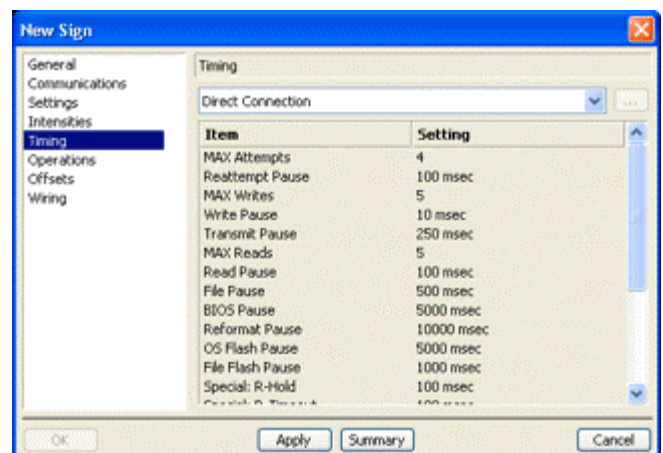 New Sign
General
Communications
Settings
Intensities
Timing
Operations
Offsets
Wiring
Timing
Direct Connection
...
Item Setting
MAX Attempts 4
Reattempt Pause 100 msec
MAX Writes 5
Write Pause 10 msec
Transmit Pause 250 msec
MAX Reads 5
Read Pause 100 msec
File Pause 500 msec
BIOS Pause 5000 msec
Reformat Pause 10000 msec
OS Flash Pause 5000 msec
File Flash Pause 1000 msec
Special: R-Hold 100 msec
OK Apply Summary Cancel